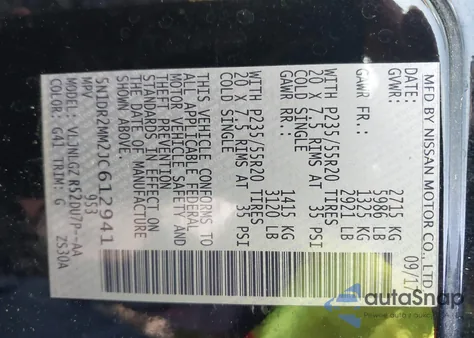 MFD BY NISSAN MOTOR CO., LTD.
09/17
GVWR: 2715 KG
5986 LB
GAWR FR: 1325 KG
2921 LB
WITH P235/55R20 TIRES
20 X 7.5 RIMS AT 35 PSI
COLD SINGLE
GAWR RR: 1415 KG
3120 LB
WITH P235/55R20 TIRES
20 X 7.5 RIMS AT 35 PSI
COLD SINGLE
THIS VEHICLE CONFORMS TO
ALL APPLICABLE FEDERAL
MOTOR VEHICLE SAFETY AND
THEFT PREVENTION
STANDARDS IN EFFECT ON
THE DATE OF MANUFACTURE
SHOWN ABOVE.
5N1DR2MM2JC612941
MPV 953
MODEL: VLJNLGZ R52DU7P--AA
COLOR: GA1 TRIM: G ZS30A
autoSnap